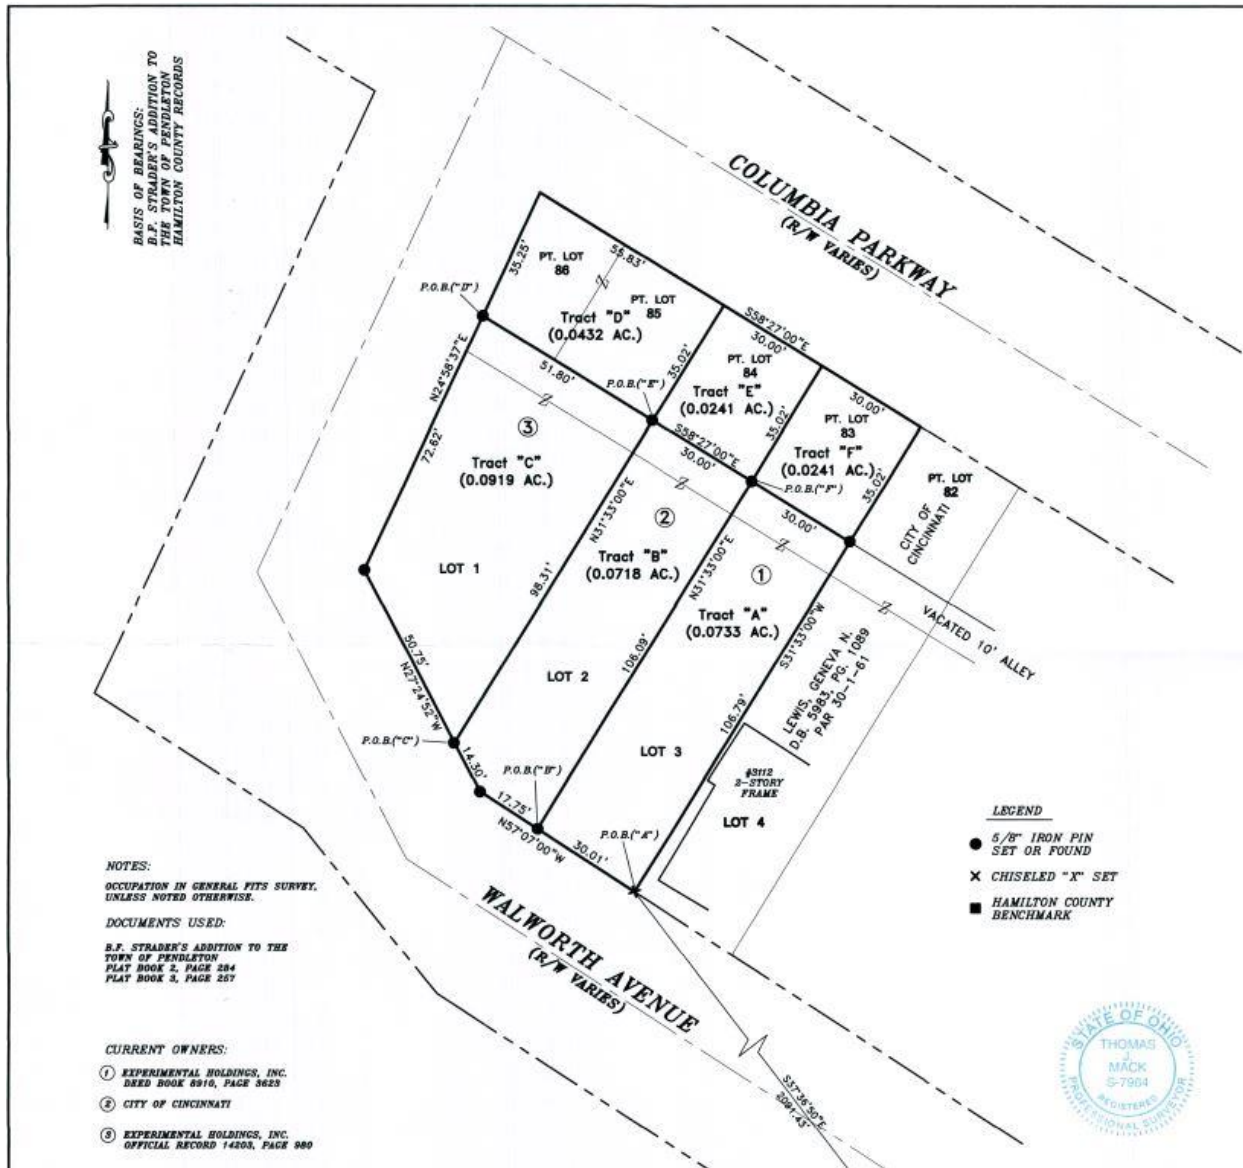 BASIS OF BEARINGS:
B.F. STRADER'S ADDITION TO
THE TOWN OF PENDLETON
HAMILTON COUNTY RECORDS
COLUMBIA PARKWAY
(R/W VARIES)
35.25'
PT. LOT
86
55.83'
Z
P.O.B.("D")
PT. LOT
85
Tract "D"
(0.0432 AC.)
S58°27'00"E
30.00'
N24°58'37"E
72.62'
51.80'
35.02'
P.O.B.("E")
PT. LOT
84
Tract "E"
(0.0241 AC.)
35.02'
30.00'
Z
S58°27'00"E
30.00'
PT. LOT
83
Tract "F"
(0.0241 AC.)
35.02'
P.O.B.("F")
PT. LOT
82
CITY OF
CINCINNATI
3
Tract "C"
(0.0919 AC.)
Z
30.00'
2
N31°33'00"E
98.31'
Tract "B"
(0.0718 AC.)
Z
1
N31°33'00"E
106.09'
Tract "A"
(0.0733 AC.)
S31°33'00"W
106.79'
Z
VACATED 10' ALLEY
LEWIS, GENEVA N.
D.B. 5983, PG. 1089
PAR 30-1-61
LOT 1
50.75'
N27°24'52"W
LOT 2
LOT 3
P.O.B.("C")
14.30'
P.O.B.("B")
17.75'
N57°07'00"W
30.01'
P.O.B.("A")
#3112
2-STORY
FRAME
LOT 4
WALWORTH AVENUE
(R/W VARIES)
S37°36'50"E
2091.43'
LEGEND
5/8" IRON PIN
SET OR FOUND
CHISELED "X" SET
HAMILTON COUNTY
BENCHMARK
NOTES:
OCCUPATION IN GENERAL FITS SURVEY,
UNLESS NOTED OTHERWISE.
DOCUMENTS USED:
B.F. STRADER'S ADDITION TO THE
TOWN OF PENDLETON
PLAT BOOK 2, PAGE 284
PLAT BOOK 3, PAGE 257
CURRENT OWNERS:
1 EXPERIMENTAL HOLDINGS, INC.
DEED BOOK 8910, PAGE 3623
2 CITY OF CINCINNATI
3 EXPERIMENTAL HOLDINGS, INC.
OFFICIAL RECORD 14203, PAGE 980
STATE OF OHIO
THOMAS
J.
MACK
S-7964
REGISTERED
PROFESSIONAL SURVEYOR